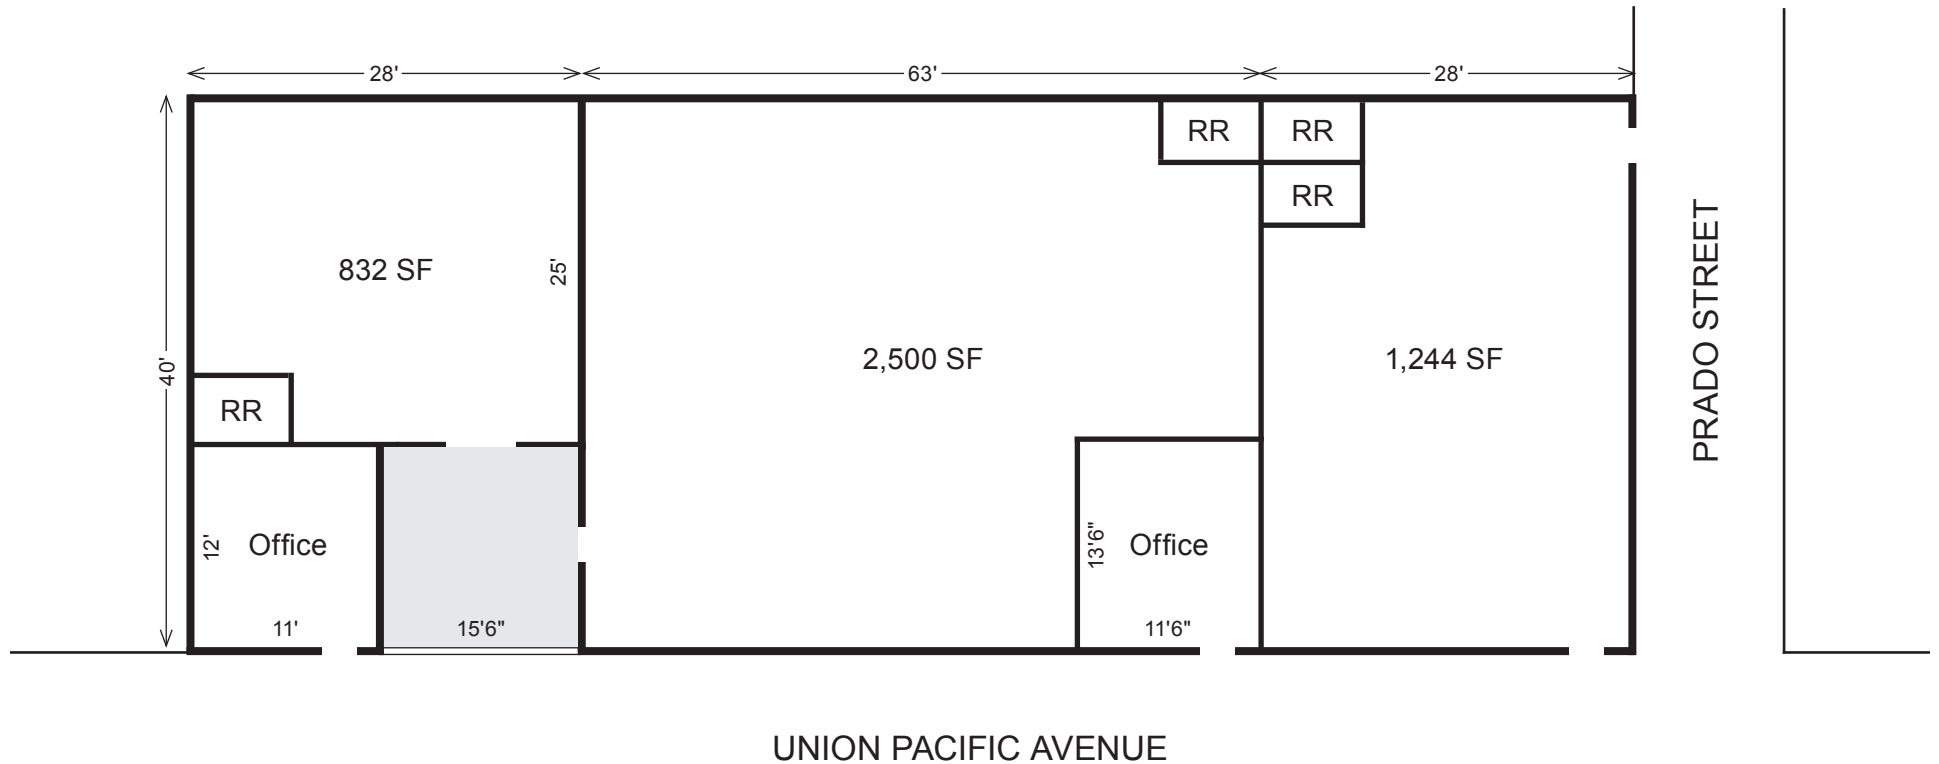 28'
63'
28'
RR
RR
RR
832 SF
25'
2,500 SF
1,244 SF
40'
RR
PRADO STREET
12'
Office
11'
15'6"
13'6"
Office
11'6"
UNION PACIFIC AVENUE